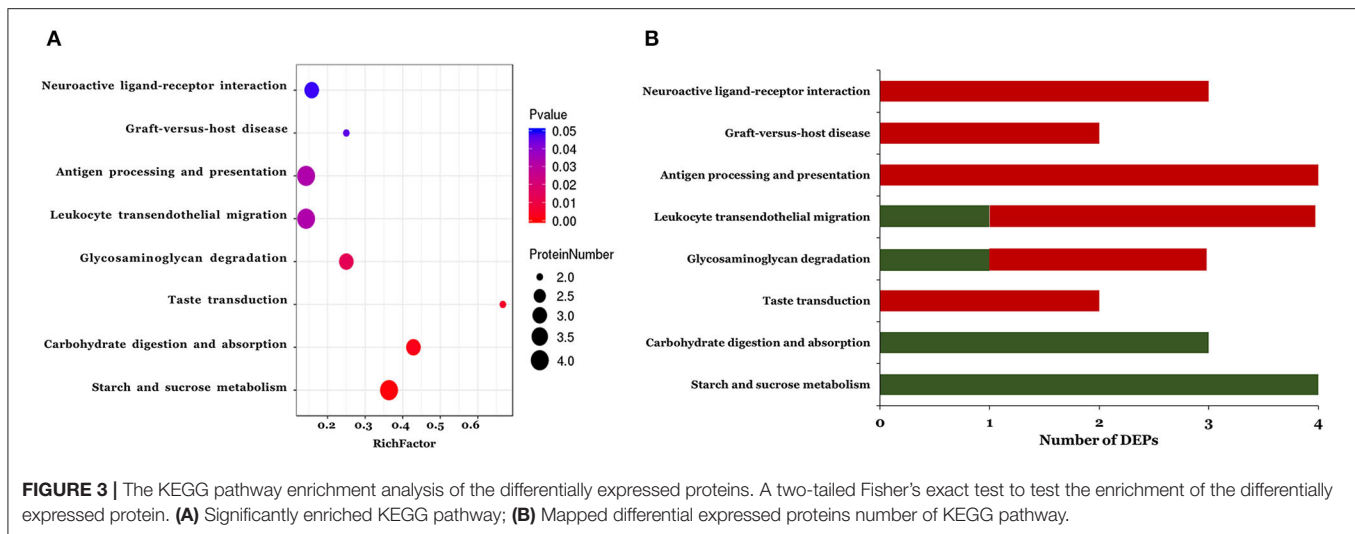 A
Neuroactive ligand-receptor interaction
Graft-versus-host disease
Antigen processing and presentation
Leukocyte transendothelial migration
Glycosaminoglycan degradation
Taste transduction
Carbohydrate digestion and absorption
Starch and sucrose metabolism
0.2 0.3 0.4 0.5 0.6
RichFactor
Pvalue
0.05
0.04
0.03
0.02
0.01
0.00
ProteinNumber
2.0
2.5
3.0
3.5
4.0
B
Neuroactive ligand-receptor interaction
Graft-versus-host disease
Antigen processing and presentation
Leukocyte transendothelial migration
Glycosaminoglycan degradation
Taste transduction
Carbohydrate digestion and absorption
Starch and sucrose metabolism
0 1 2 3 4
Number of DEPs
FIGURE 3 | The KEGG pathway enrichment analysis of the differentially expressed proteins. A two-tailed Fisher's exact test to test the enrichment of the differentially
expressed protein. (A) Significantly enriched KEGG pathway; (B) Mapped differential expressed proteins number of KEGG pathway.